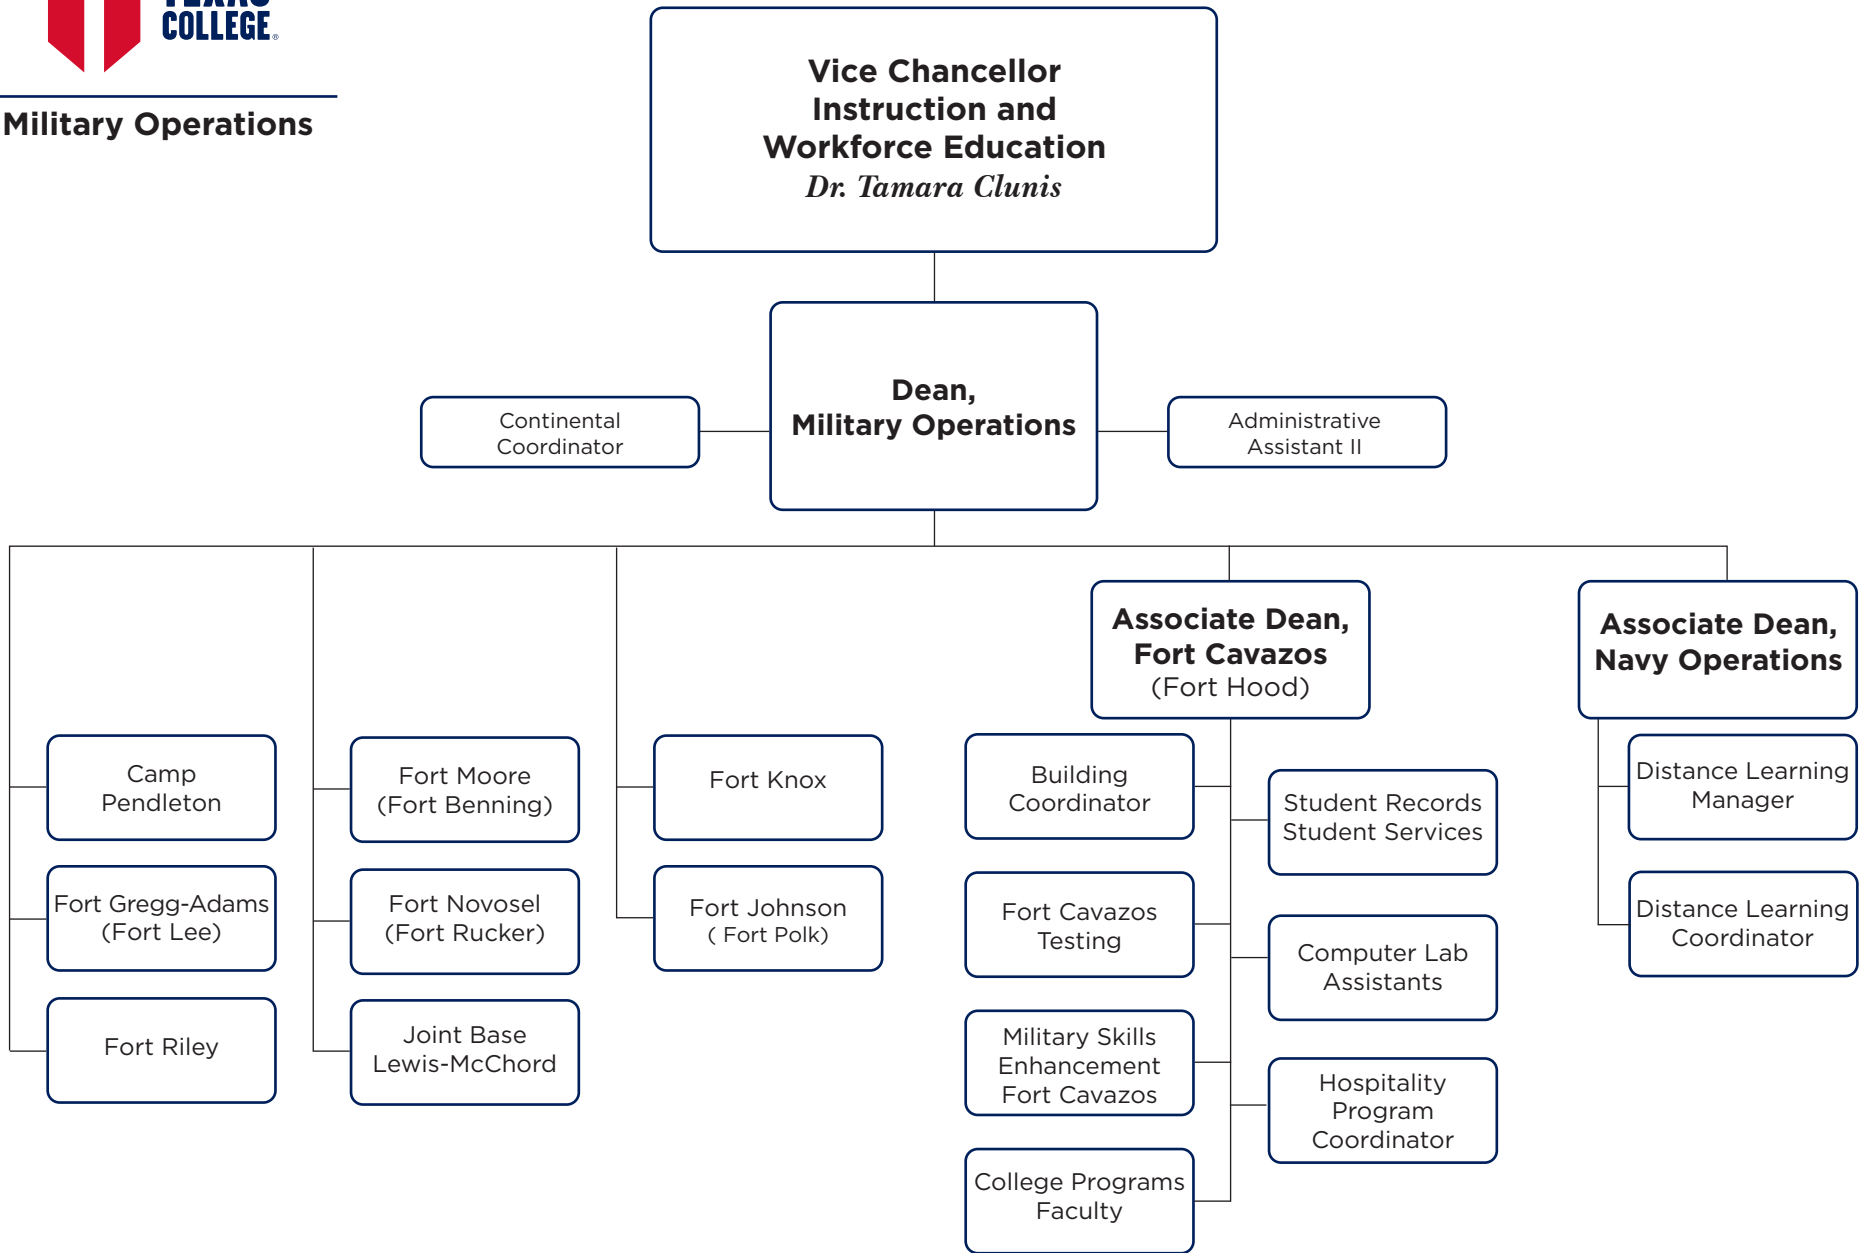 TEXAS
COLLEGE®
Military Operations
Vice Chancellor
Instruction and
Workforce Education
Dr. Tamara Clunis
Dean,
Military Operations
Continental
Coordinator
Administrative
Assistant II
Associate Dean,
Fort Cavazos
(Fort Hood)
Associate Dean,
Navy Operations
Camp
Pendleton
Fort Gregg-Adams
(Fort Lee)
Fort Riley
Fort Moore
(Fort Benning)
Fort Novosel
(Fort Rucker)
Joint Base
Lewis-McChord
Fort Knox
Fort Johnson
( Fort Polk)
Building
Coordinator
Fort Cavazos
Testing
Military Skills
Enhancement
Fort Cavazos
College Programs
Faculty
Student Records
Student Services
Computer Lab
Assistants
Hospitality
Program
Coordinator
Distance Learning
Manager
Distance Learning
Coordinator